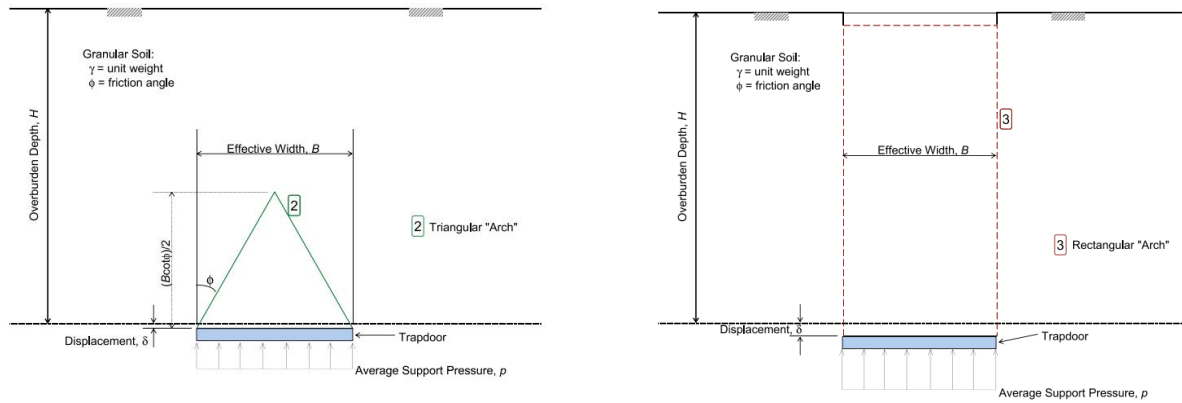 Granular Soil:
γ = unit weight
ϕ = friction angle
Overburden Depth, H
Effective Width, B
2
(Bcotϕ)/2
2 Triangular "Arch"
ϕ
Displacement, δ
Trapdoor
Average Support Pressure, p
Granular Soil:
γ = unit weight
ϕ = friction angle
Overburden Depth, H
3
Effective Width, B
3 Rectangular "Arch"
Displacement, δ
Trapdoor
Average Support Pressure, p